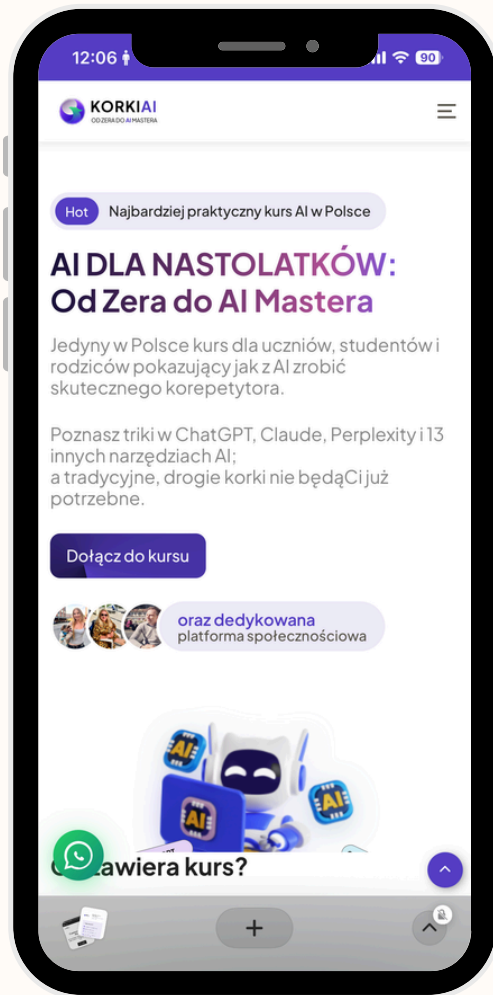 12:06
90
KORKIAI
OD ZERA DO AI MASTERA
Hot
Najbardziej praktyczny kurs AI w Polsce
AI DLA NASTOLATKÓW:
Od Zera do AI Mastera
Jedyny w Polsce kurs dla uczniów, studentów i
rodziców pokazujący jak z AI zrobić
skutecznego korepetytora.
Poznasz triki w ChatGPT, Claude, Perplexity i 13
innych narzędziach AI;
a tradycyjne, drogie korki nie będąCi już
potrzebne.
Dołącz do kursu
oraz dedykowana
platforma społecznościowa
AI
AI
AI
zawiera kurs?